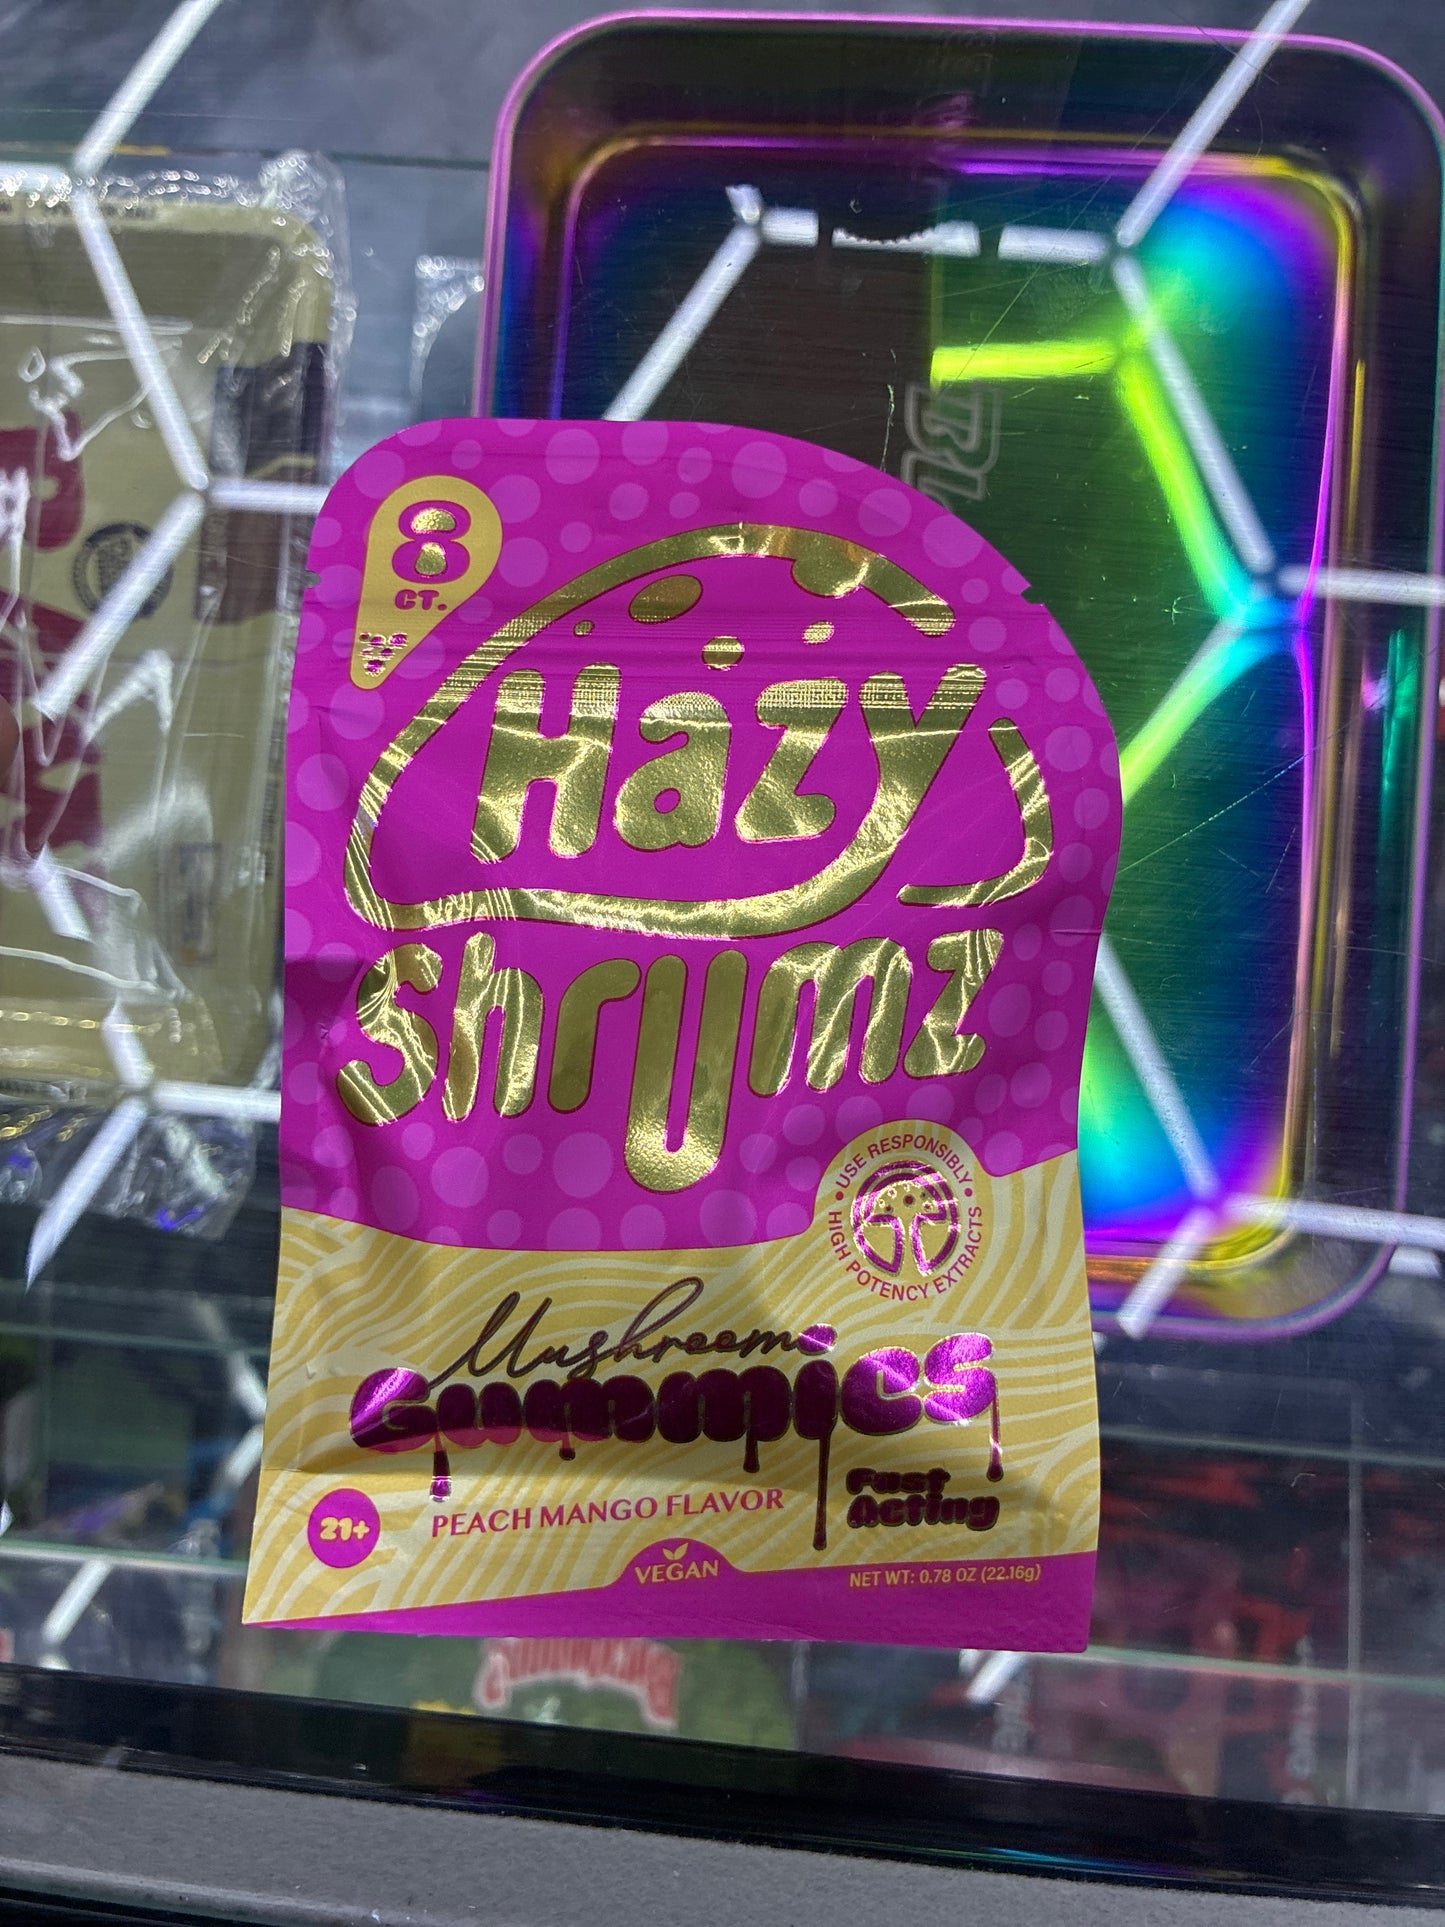 8
CT.
Hazy
Shrumz
USE RESPONSIBLY
HIGH POTENCY EXTRACTS
Mushroom
Gummies
Fast
Acting
21+
PEACH MANGO FLAVOR
VEGAN
NET WT: 0.78 OZ (22.16g)